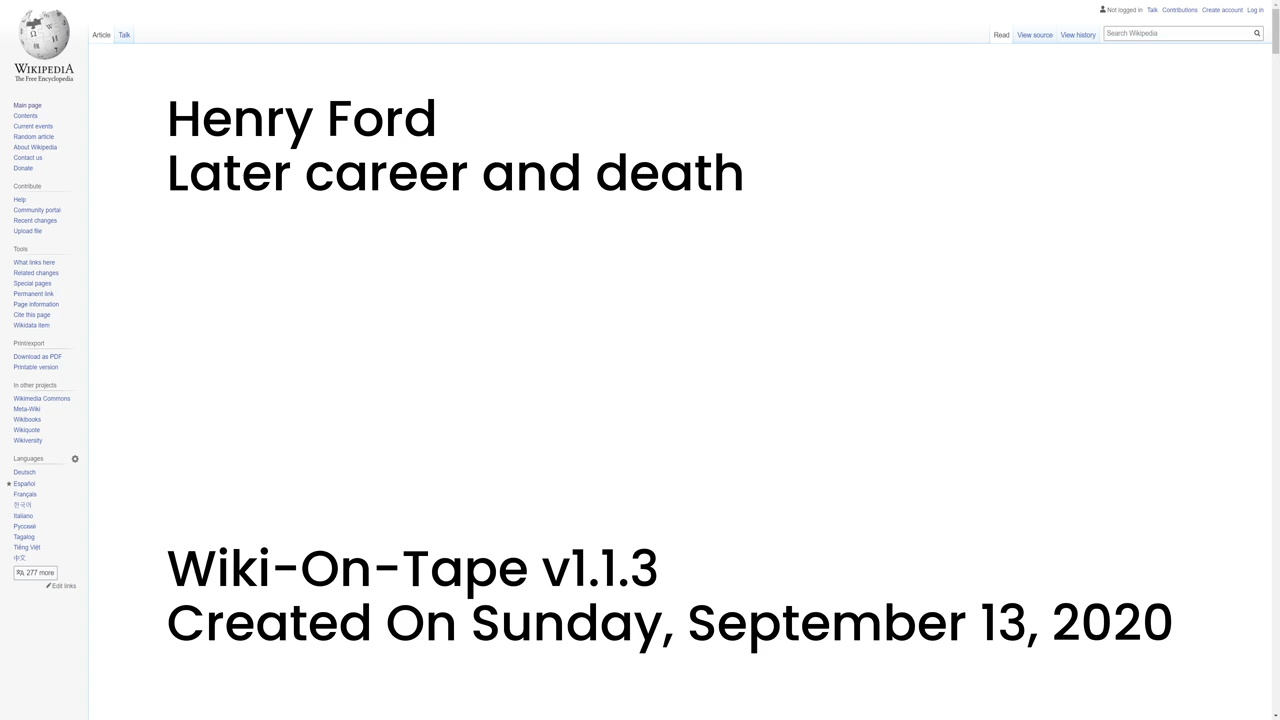 Not logged in Talk Contributions Create account Log in
Article Talk Read View source View history Search Wikipedia
WIKIPEDIA
The Free Encyclopedia
Main page
Contents
Current events
Random article
About Wikipedia
Contact us
Donate
Contribute
Help
Community portal
Recent changes
Upload file
Tools
What links here
Related changes
Special pages
Permanent link
Page information
Cite this page
Wikidata item
Print/export
Download as PDF
Printable version
In other projects
Wikimedia Commons
Meta-Wiki
Wikibooks
Wikiquote
Wikiversity
Languages
Deutsch
Español
Français
한국어
Italiano
Русский
Tagalog
Tiếng Việt
中文
277 more
Edit links
Henry Ford
Later career and death
Wiki-On-Tape v1.1.3
Created On Sunday, September 13, 2020